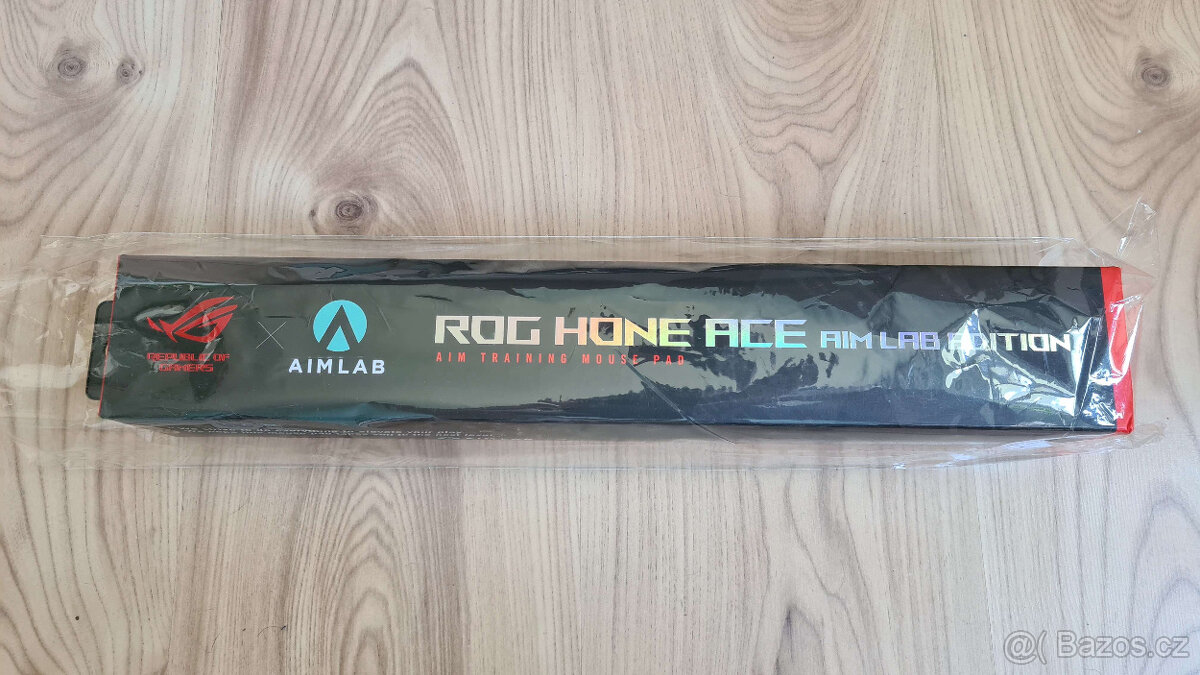 REPUBLIC OF
GAMERS
AIMLAB
ROG HONE ACE AIM LAB EDITION
AIM TRAINING MOUSE PAD
@( Bazos.cz